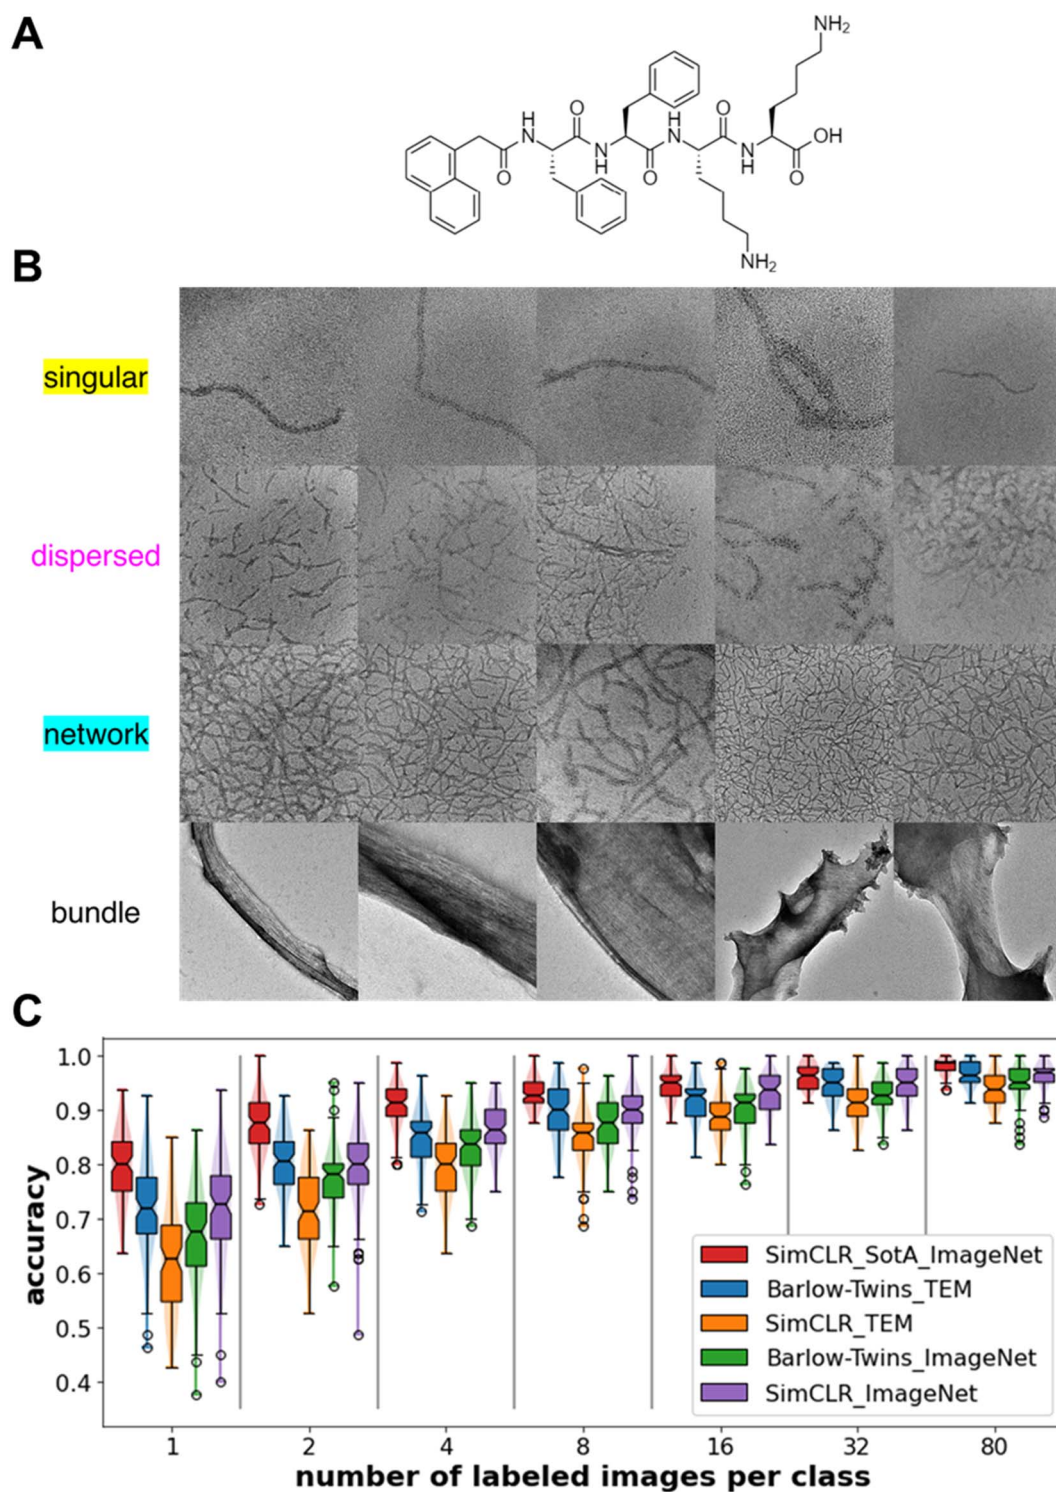 A
NH2
H
N
O
N
H
O
H
N
O
N
H
O
OH
O
NH2
B
singular
dispersed
network
bundle
C
1.0
0.9
0.8
0.7
0.6
0.5
0.4
accuracy
SimCLR_SotA_ImageNet
Barlow-Twins_TEM
SimCLR_TEM
Barlow-Twins_ImageNet
SimCLR_ImageNet
1 2 4 8 16 32 80
number of labeled images per class